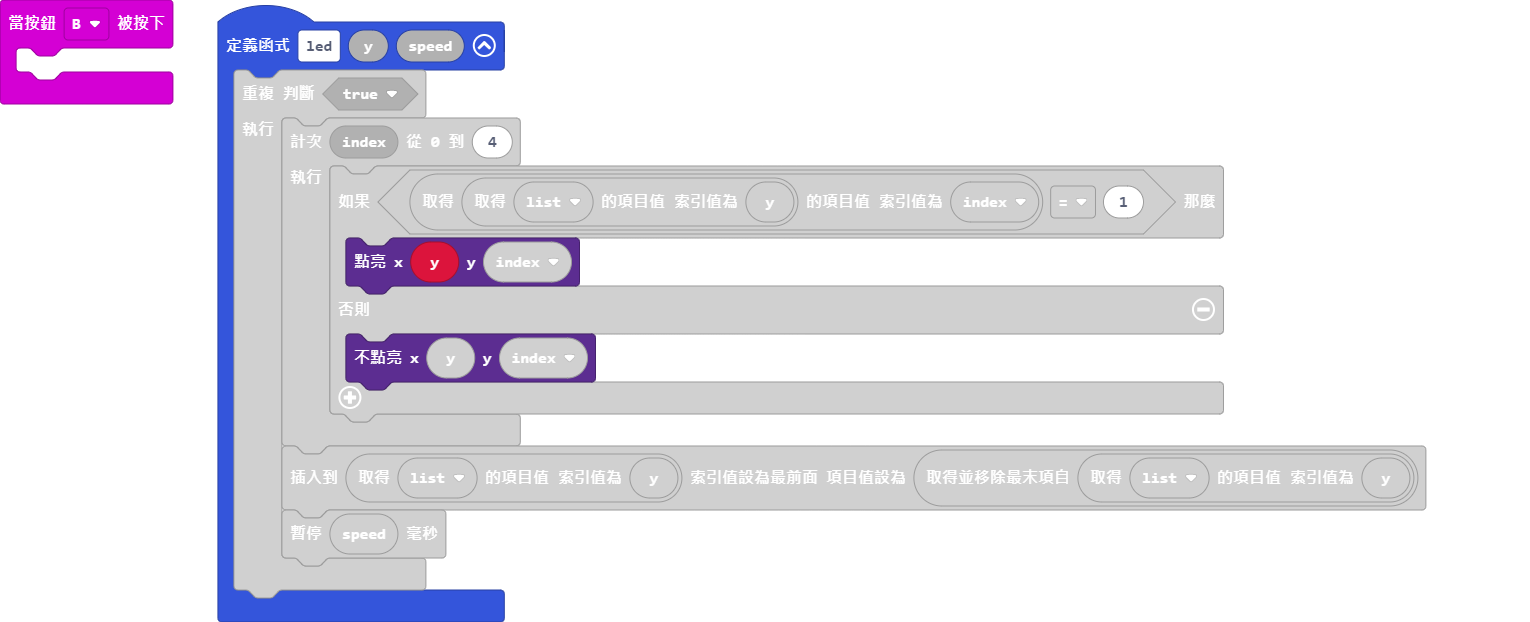 當按鈕 B 被按下
定義函式 led y speed
重複 判斷 true
執行
計次 index 從 0 到 4
執行
如果 取得 取得 list 的項目值 索引值為 y 的項目值 索引值為 index = 1 那麼
點亮 x y y index
否則
不點亮 x y y index
插入到 取得 list 的項目值 索引值為 y 索引值設為最前面 項目值設為 取得並移除最末項自 取得 list 的項目值 索引值為 y
暫停 speed 毫秒